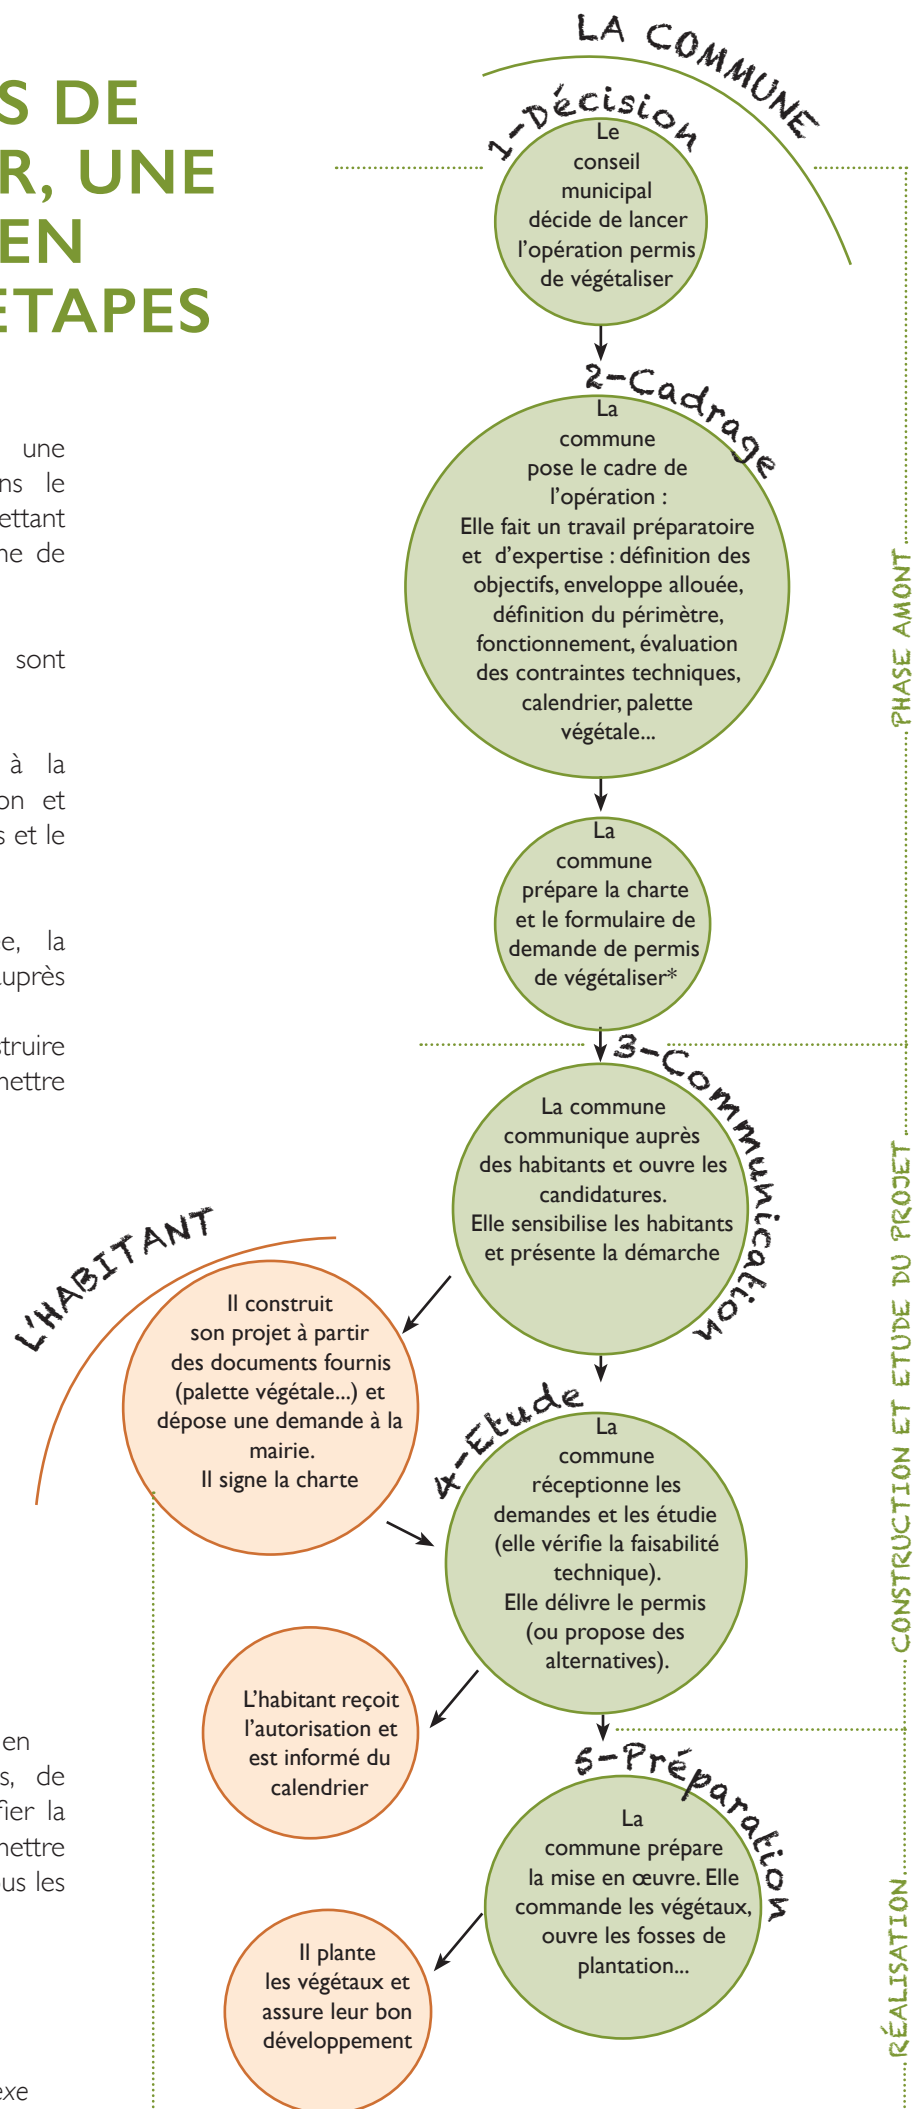 S DE
R, UNE
EN
ETAPES
une
ns le
ettant
ne de
sont
à la
on et
s et le
e, la
auprès
struire
mettre
en
s, de
fier la
mettre
ous les
exe
LA COMMUNE
1-Décision
Le
conseil
municipal
décide de lancer
l'opération permis
de végétaliser
2-Cadrage
La
commune
pose le cadre de
l'opération :
Elle fait un travail préparatoire
et d'expertise : définition des
objectifs, enveloppe allouée,
définition du périmètre,
fonctionnement, évaluation
des contraintes techniques,
calendrier, palette
végétale...
La
commune
prépare la charte
et le formulaire de
demande de permis
de végétaliser*
PHASE AMONT
3-Communication
La commune
communique auprès
des habitants et ouvre les
candidatures.
Elle sensibilise les habitants
et présente la démarche
L'HABITANT
Il construit
son projet à partir
des documents fournis
(palette végétale...) et
dépose une demande à la
mairie.
Il signe la charte
4-Etude
La
commune
réceptionne les
demandes et les étudie
(elle vérifie la faisabilité
technique).
Elle délivre le permis
(ou propose des
alternatives).
CONSTRUCTION ET ETUDE DU PROJET
L'habitant reçoit
l'autorisation et
est informé du
calendrier
5-Préparation
La
commune prépare
la mise en œuvre. Elle
commande les végétaux,
ouvre les fosses de
plantation...
Il plante
les végétaux et
assure leur bon
développement
RÉALISATION